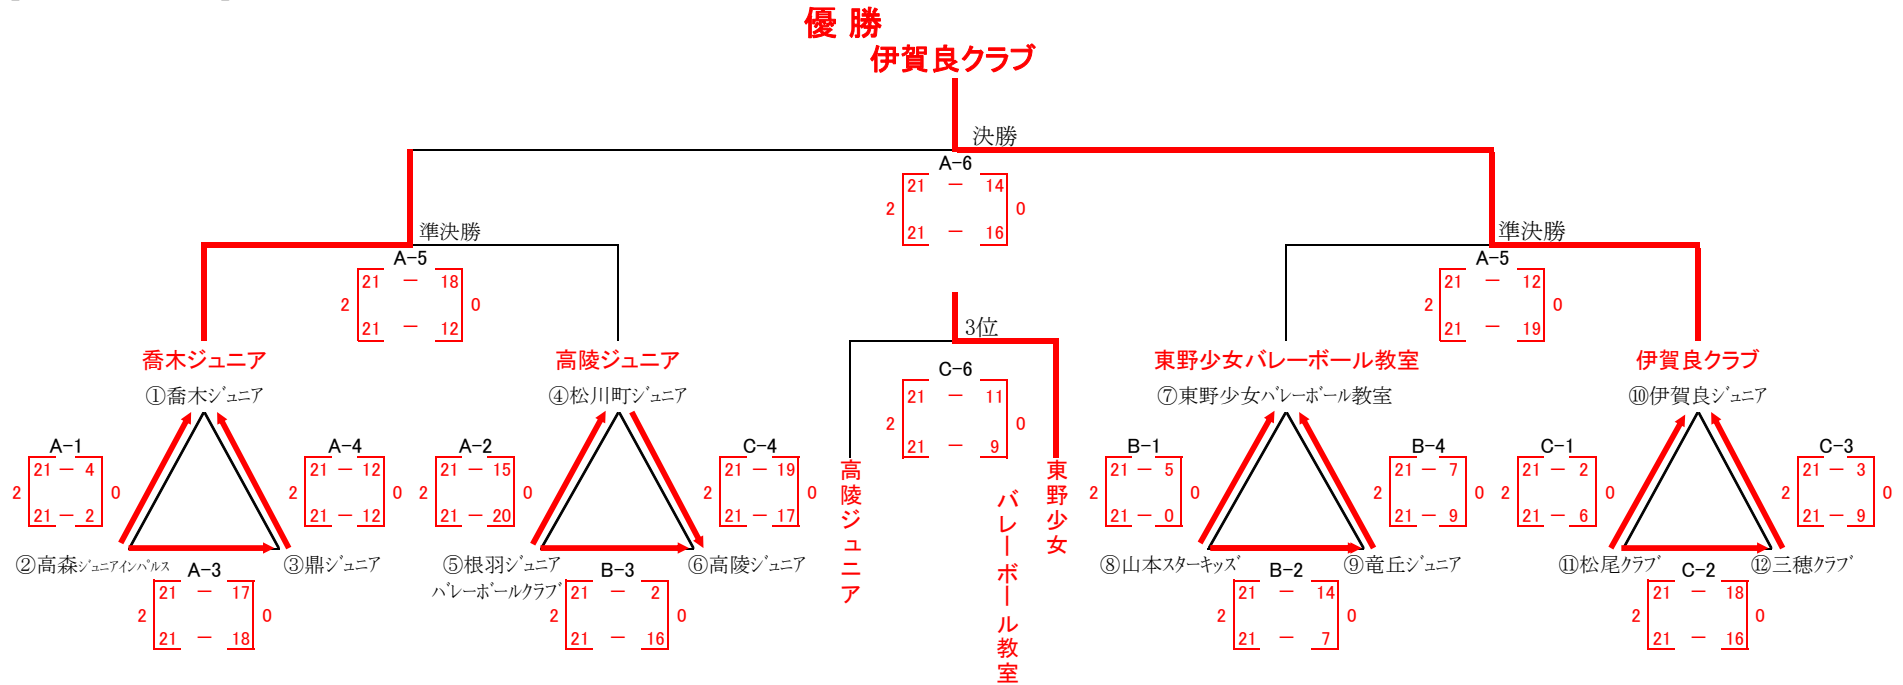 優 勝
伊賀良クラブ
決勝
A-6
21 － 14
2 0
21 － 16
準決勝
A-5
21 － 18
2 0
21 － 12
準決勝
A-5
21 － 12
2 0
21 － 19
3位
C-6
21 － 11
2 0
21 － 9
高陵ジュニア
東野少女
バレーボール教室
喬木ジュニア
①喬木ジュニア
A-1
21 － 4
2 0
21 － 2
A-4
21 － 12
2 0
21 － 12
②高森ジュニアインパルス
③鼎ジュニア
A-3
21 － 17
2 0
21 － 18
高陵ジュニア
④松川町ジュニア
A-2
21 － 15
2 0
21 － 20
C-4
21 － 19
2 0
21 － 17
⑤根羽ジュニア
バレーボールクラブ
⑥高陵ジュニア
B-3
21 － 2
2 0
21 － 16
東野少女バレーボール教室
⑦東野少女バレーボール教室
B-1
21 － 5
2 0
21 － 0
B-4
21 － 7
2 0
21 － 9
⑧山本スターキッズ
⑨竜丘ジュニア
B-2
21 － 14
2 0
21 － 7
伊賀良クラブ
⑩伊賀良ジュニア
C-1
21 － 2
2 0
21 － 6
C-3
21 － 3
2 0
21 － 9
⑪松尾クラブ
⑫三穂クラブ
C-2
21 － 18
2 0
21 － 16